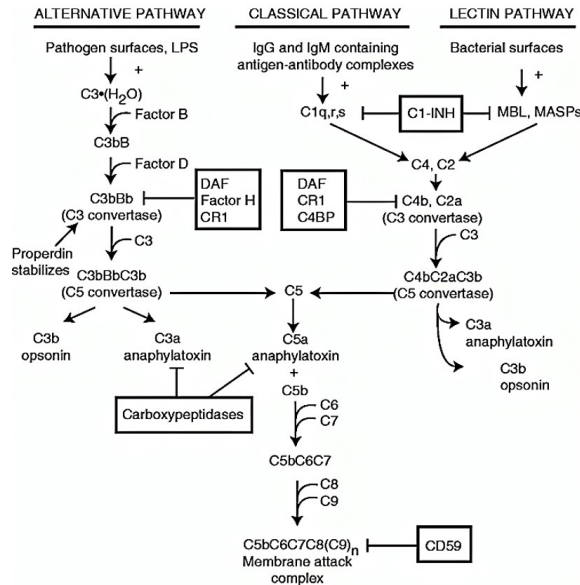 ALTERNATIVE PATHWAY
CLASSICAL PATHWAY
LECTIN PATHWAY
Pathogen surfaces, LPS
IgG and IgM containing
antigen-antibody complexes
Bacterial surfaces
+
+
+
C3•(H₂O)
Factor B
C1q,r,s
C1-INH
MBL, MASPs
C3bB
Factor D
C4, C2
C3bBb
(C3 convertase)
DAF
Factor H
CR1
DAF
CR1
C4BP
C4b, C2a
(C3 convertase)
C3
C3
Properdin
stabilizes
C3bBbC3b
(C5 convertase)
C5
C4bC2aC3b
(C5 convertase)
C3b
opsonin
C3a
anaphylatoxin
C5a
anaphylatoxin
+
C5b
C3a
anaphylatoxin
C3b
opsonin
Carboxypeptidases
C6
C7
C5bC6C7
C8
C9
C5bC6C7C8(C9)n
Membrane attack
complex
CD59